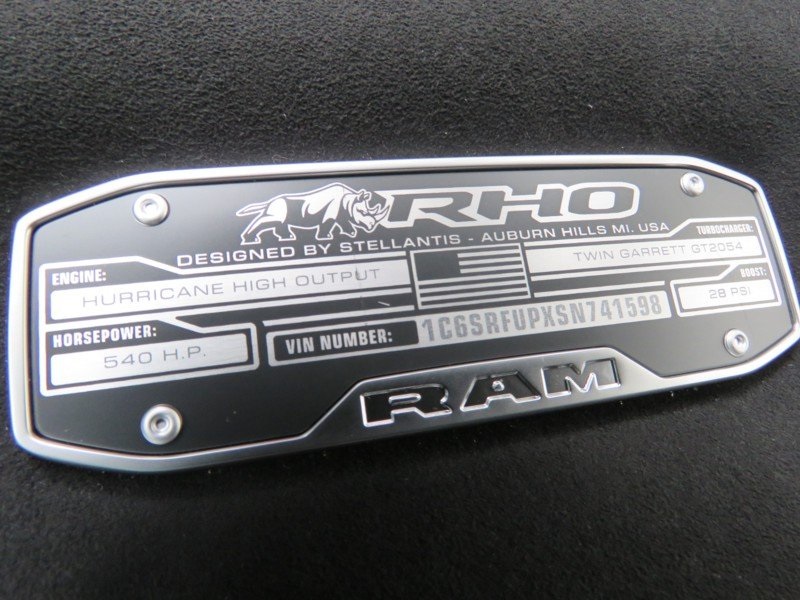 RHO
DESIGNED BY STELLANTIS - AUBURN HILLS MI. USA
ENGINE:
HURRICANE HIGH OUTPUT
TURBOCHARGER:
TWIN GARRETT GT2054
HORSEPOWER:
540 H.P.
VIN NUMBER:
1C6SRFUPXSN741598
BOOST:
28 PSI
RAM